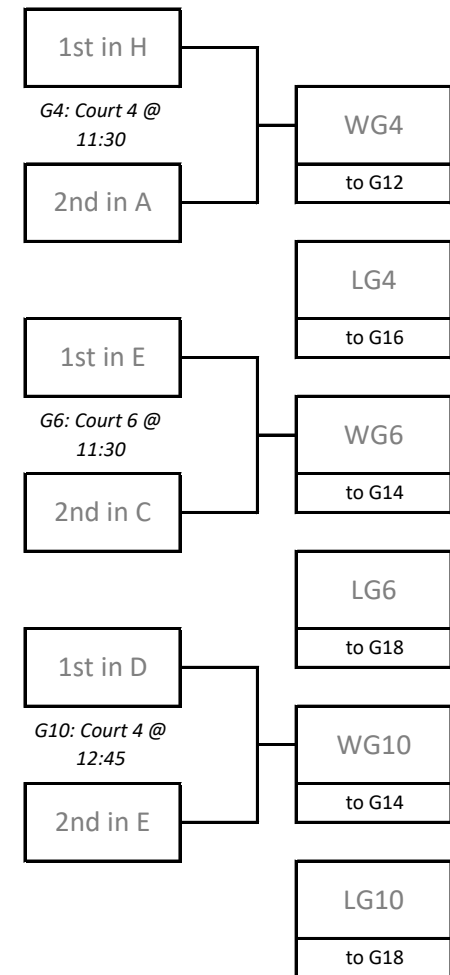 1st in H
G4: Court 4 @
11:30
WG4
to G12
2nd in A
LG4
to G16
1st in E
G6: Court 6 @
11:30
WG6
to G14
2nd in C
LG6
to G18
1st in D
G10: Court 4 @
12:45
WG10
to G14
2nd in E
LG10
to G18